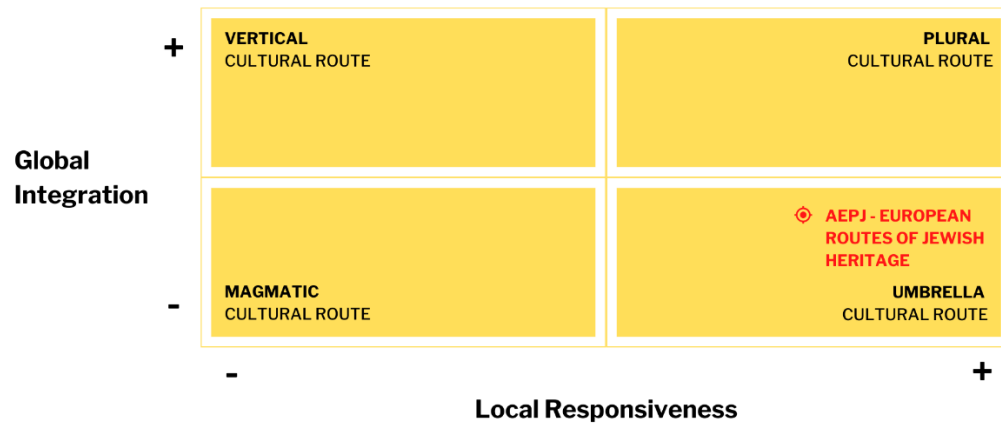 +
VERTICAL
CULTURAL ROUTE
PLURAL
CULTURAL ROUTE
Global
Integration
AEPJ - EUROPEAN
ROUTES OF JEWISH
HERITAGE
-
MAGMATIC
CULTURAL ROUTE
UMBRELLA
CULTURAL ROUTE
-
+
Local Responsiveness